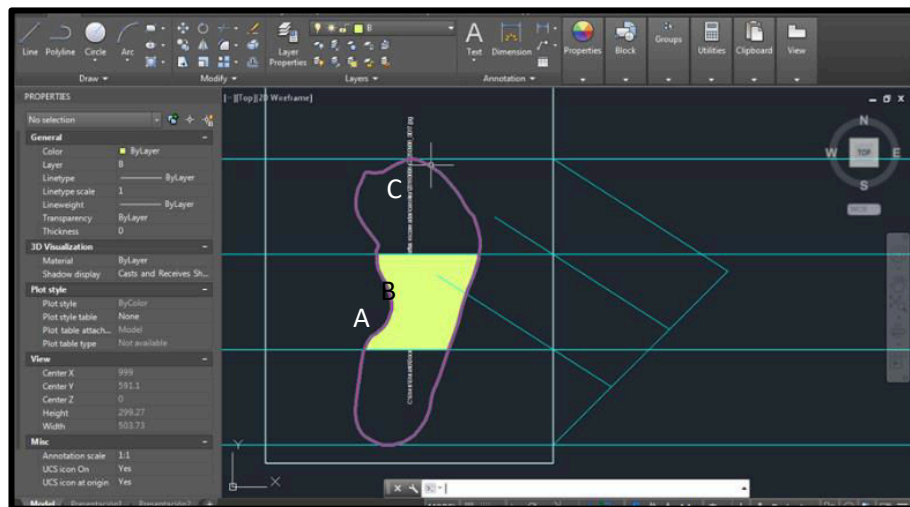 Line Polyline Circle Arc
Layer
Properties
B
Text Dimension
Properties
Block
Groups
Utilities
Clipboard
View
Draw
Modify
Layers
Annotation
PROPERTIES
No selection
General
Color ByLayer
Layer B
Linetype ByLayer
Linetype scale 1
Lineweight ByLayer
Transparency ByLayer
Thickness 0
3D Visualization
Material ByLayer
Shadow display Casts and Receives Sh...
Plot style
Plot style ByColor
Plot style table None
Plot table attach... Model
Plot table type Not available
View
Center X 999
Center Y 591.1
Center Z 0
Height 299.27
Width 503.73
Misc
Annotation scale 1:1
UCS icon On Yes
UCS icon at origin Yes
[-][Top][2D Wireframe]
N
W TOP E
S
C
B
A
Y
X
Model Presentación1 Presentación2 +